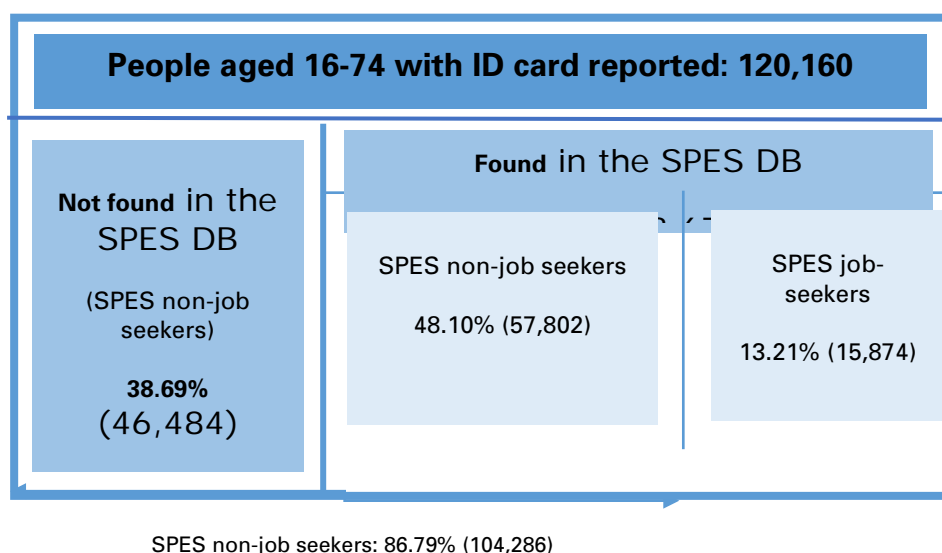 People aged 16-74 with ID card reported: 120,160
Not found in the
SPES DB
(SPES non-job
seekers)
38.69%
(46,484)
Found in the SPES DB
SPES non-job seekers
48.10% (57,802)
SPES job-
seekers
13.21% (15,874)
SPES non-job seekers: 86.79% (104,286)